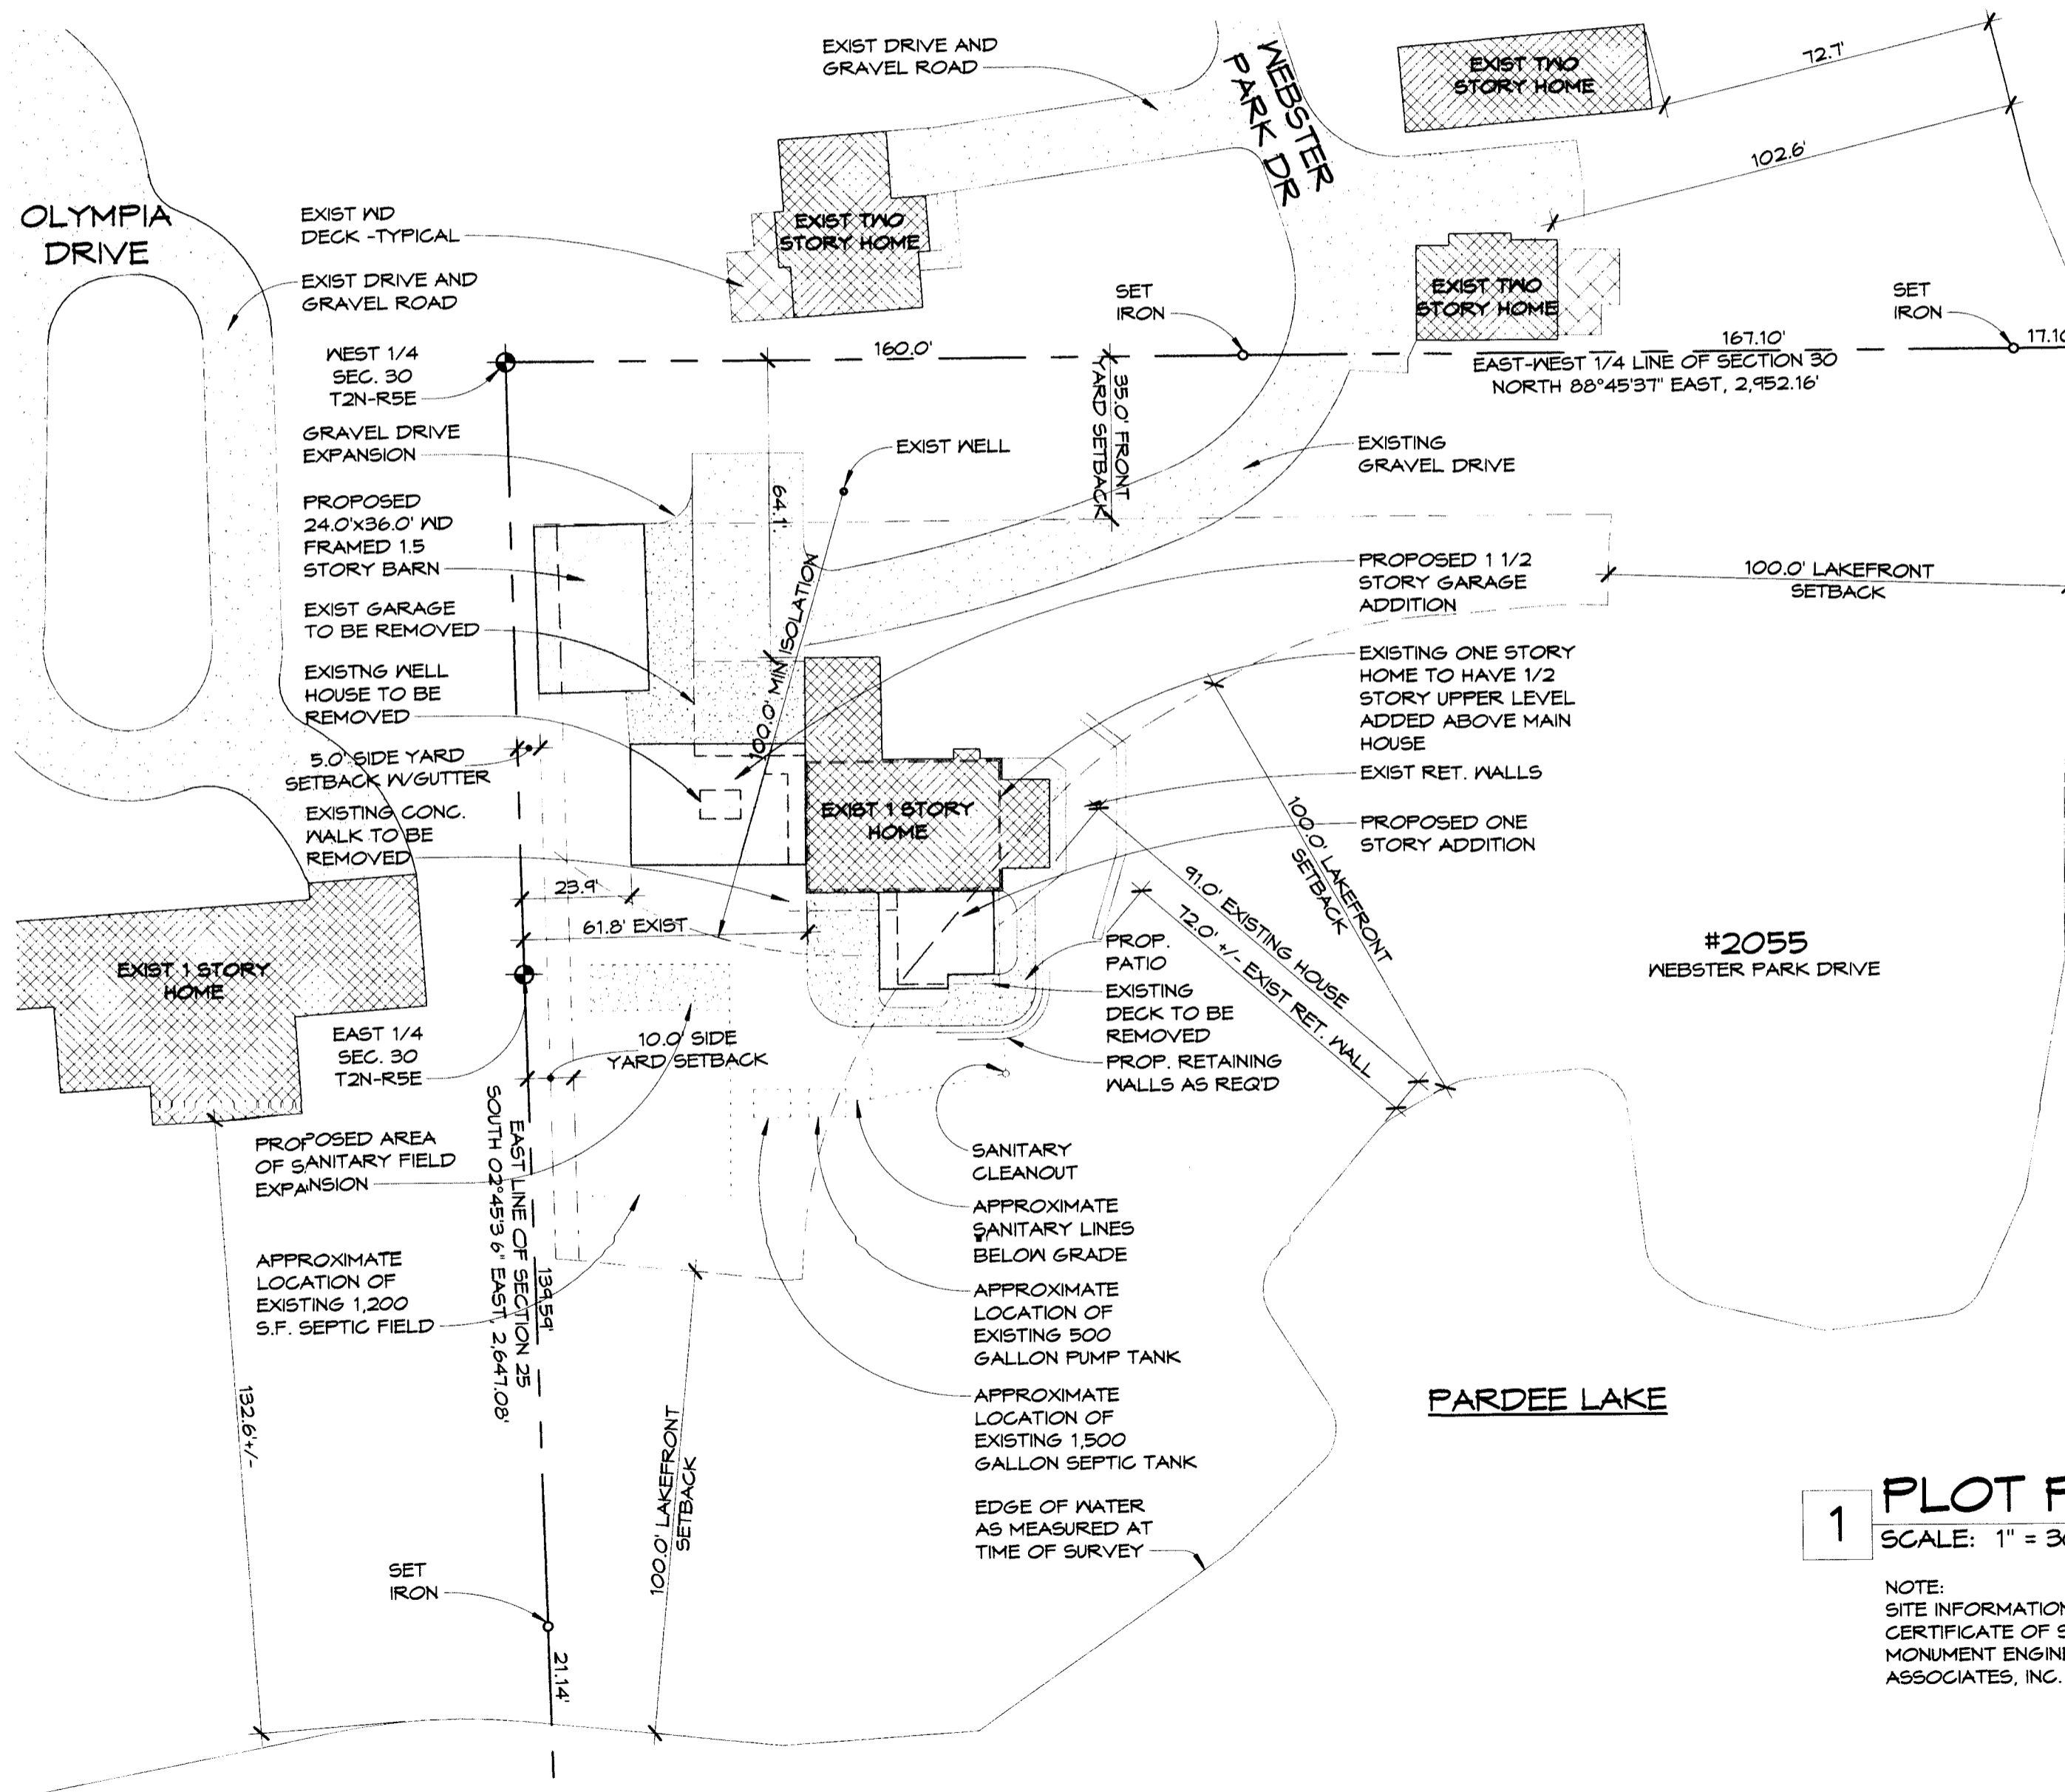 EXIST DRIVE AND
GRAVEL ROAD
WEBSTER
PARK DR
EXIST TWO
STORY HOME
72.7'
102.6'
OLYMPIA
DRIVE
EXIST WD
DECK -TYPICAL
EXIST TWO
STORY HOME
EXIST DRIVE AND
GRAVEL ROAD
SET
IRON
EXIST TWO
STORY HOME
SET
IRON
WEST 1/4
SEC. 30
T2N-R5E
160.0'
167.10'
17.10
EAST-WEST 1/4 LINE OF SECTION 30
NORTH 88°45'37" EAST, 2,952.16'
35.0' FRONT
YARD SETBACK
GRAVEL DRIVE
EXPANSION
EXIST WELL
EXISTING
GRAVEL DRIVE
64.1'
PROPOSED
24.0'x36.0' WD
FRAMED 1.5
STORY BARN
100.0' MIN ISOLATION
PROPOSED 1 1/2
STORY GARAGE
ADDITION
100.0' LAKEFRONT
SETBACK
EXIST GARAGE
TO BE REMOVED
EXISTNG WELL
HOUSE TO BE
REMOVED
EXISTING ONE STORY
HOME TO HAVE 1/2
STORY UPPER LEVEL
ADDED ABOVE MAIN
HOUSE
5.0' SIDE YARD
SETBACK W/GUTTER
EXIST RET. WALLS
EXISTING CONC.
WALK TO BE
REMOVED
EXIST 1 STORY
HOME
PROPOSED ONE
STORY ADDITION
100.0' LAKEFRONT
SETBACK
91.0' EXISTING HOUSE
72.0' +/- EXIST RET. WALL
23.9'
61.8' EXIST
#2055
WEBSTER PARK DRIVE
EXIST 1 STORY
HOME
PROP.
PATIO
EXISTING
DECK TO BE
REMOVED
EAST 1/4
SEC. 30
T2N-R5E
10.0' SIDE
YARD SETBACK
PROP. RETAINING
WALLS AS REQ'D
EAST LINE OF SECTION 25
SOUTH 02°45'36" EAST, 2,647.08'
139.59'
PROPOSED AREA
OF SANITARY FIELD
EXPANSION
SANITARY
CLEANOUT
APPROXIMATE
SANITARY LINES
BELOW GRADE
APPROXIMATE
LOCATION OF
EXISTING 1,200
S.F. SEPTIC FIELD
APPROXIMATE
LOCATION OF
EXISTING 500
GALLON PUMP TANK
132.6'+/-
100.0' LAKEFRONT
SETBACK
APPROXIMATE
LOCATION OF
EXISTING 1,500
GALLON SEPTIC TANK
PARDEE LAKE
EDGE OF WATER
AS MEASURED AT
TIME OF SURVEY
SET
IRON
21.14'
1
PLOT
SCALE: 1" =
NOTE:
SITE INFORMATION
CERTIFICATE OF
MONUMENT
ASSOCIATES, INC.